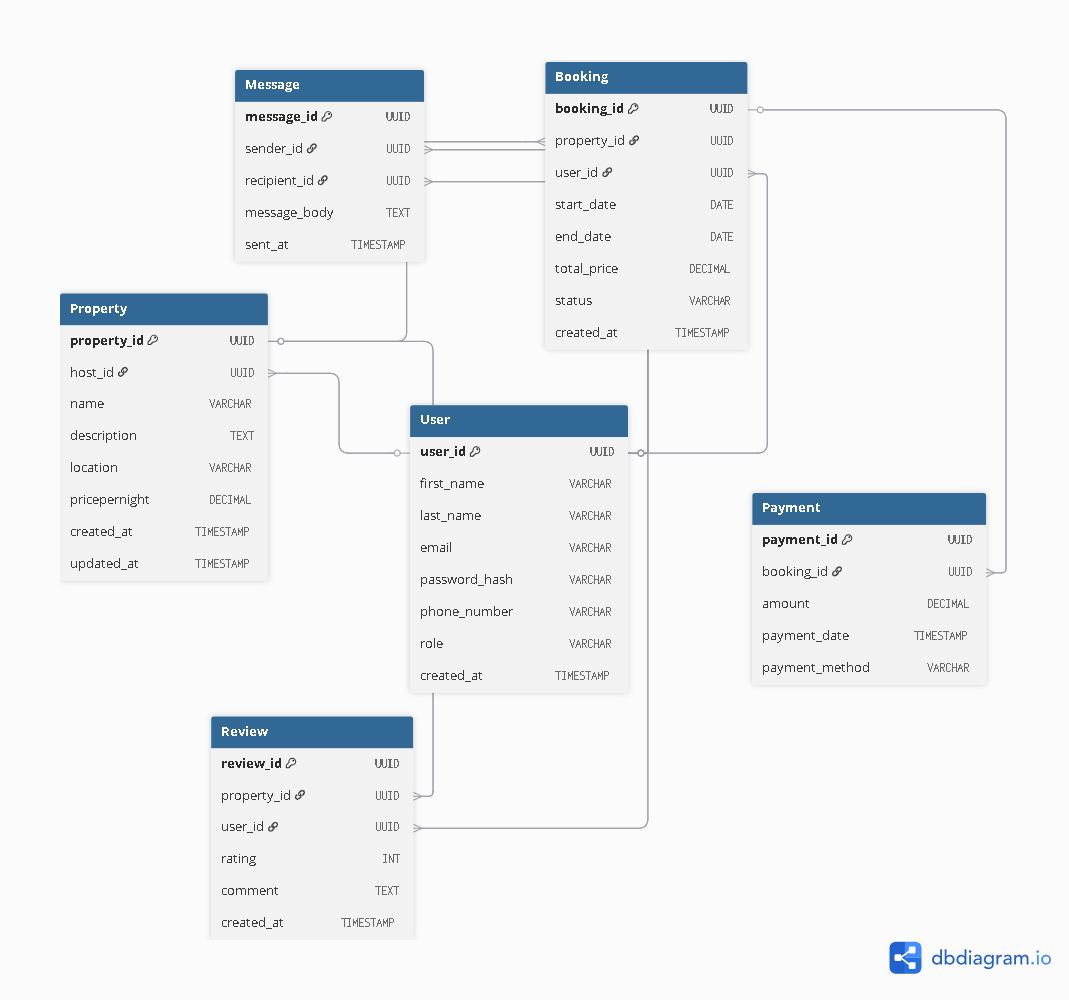 Message
message_id UUID
sender_id UUID
recipient_id UUID
message_body TEXT
sent_at TIMESTAMP
Booking
booking_id UUID
property_id UUID
user_id UUID
start_date DATE
end_date DATE
total_price DECIMAL
status VARCHAR
created_at TIMESTAMP
Property
property_id UUID
host_id UUID
name VARCHAR
description TEXT
location VARCHAR
pricepernight DECIMAL
created_at TIMESTAMP
updated_at TIMESTAMP
User
user_id UUID
first_name VARCHAR
last_name VARCHAR
email VARCHAR
password_hash VARCHAR
phone_number VARCHAR
role VARCHAR
created_at TIMESTAMP
Payment
payment_id UUID
booking_id UUID
amount DECIMAL
payment_date TIMESTAMP
payment_method VARCHAR
Review
review_id UUID
property_id UUID
user_id UUID
rating INT
comment TEXT
created_at TIMESTAMP
dbdiagram.io